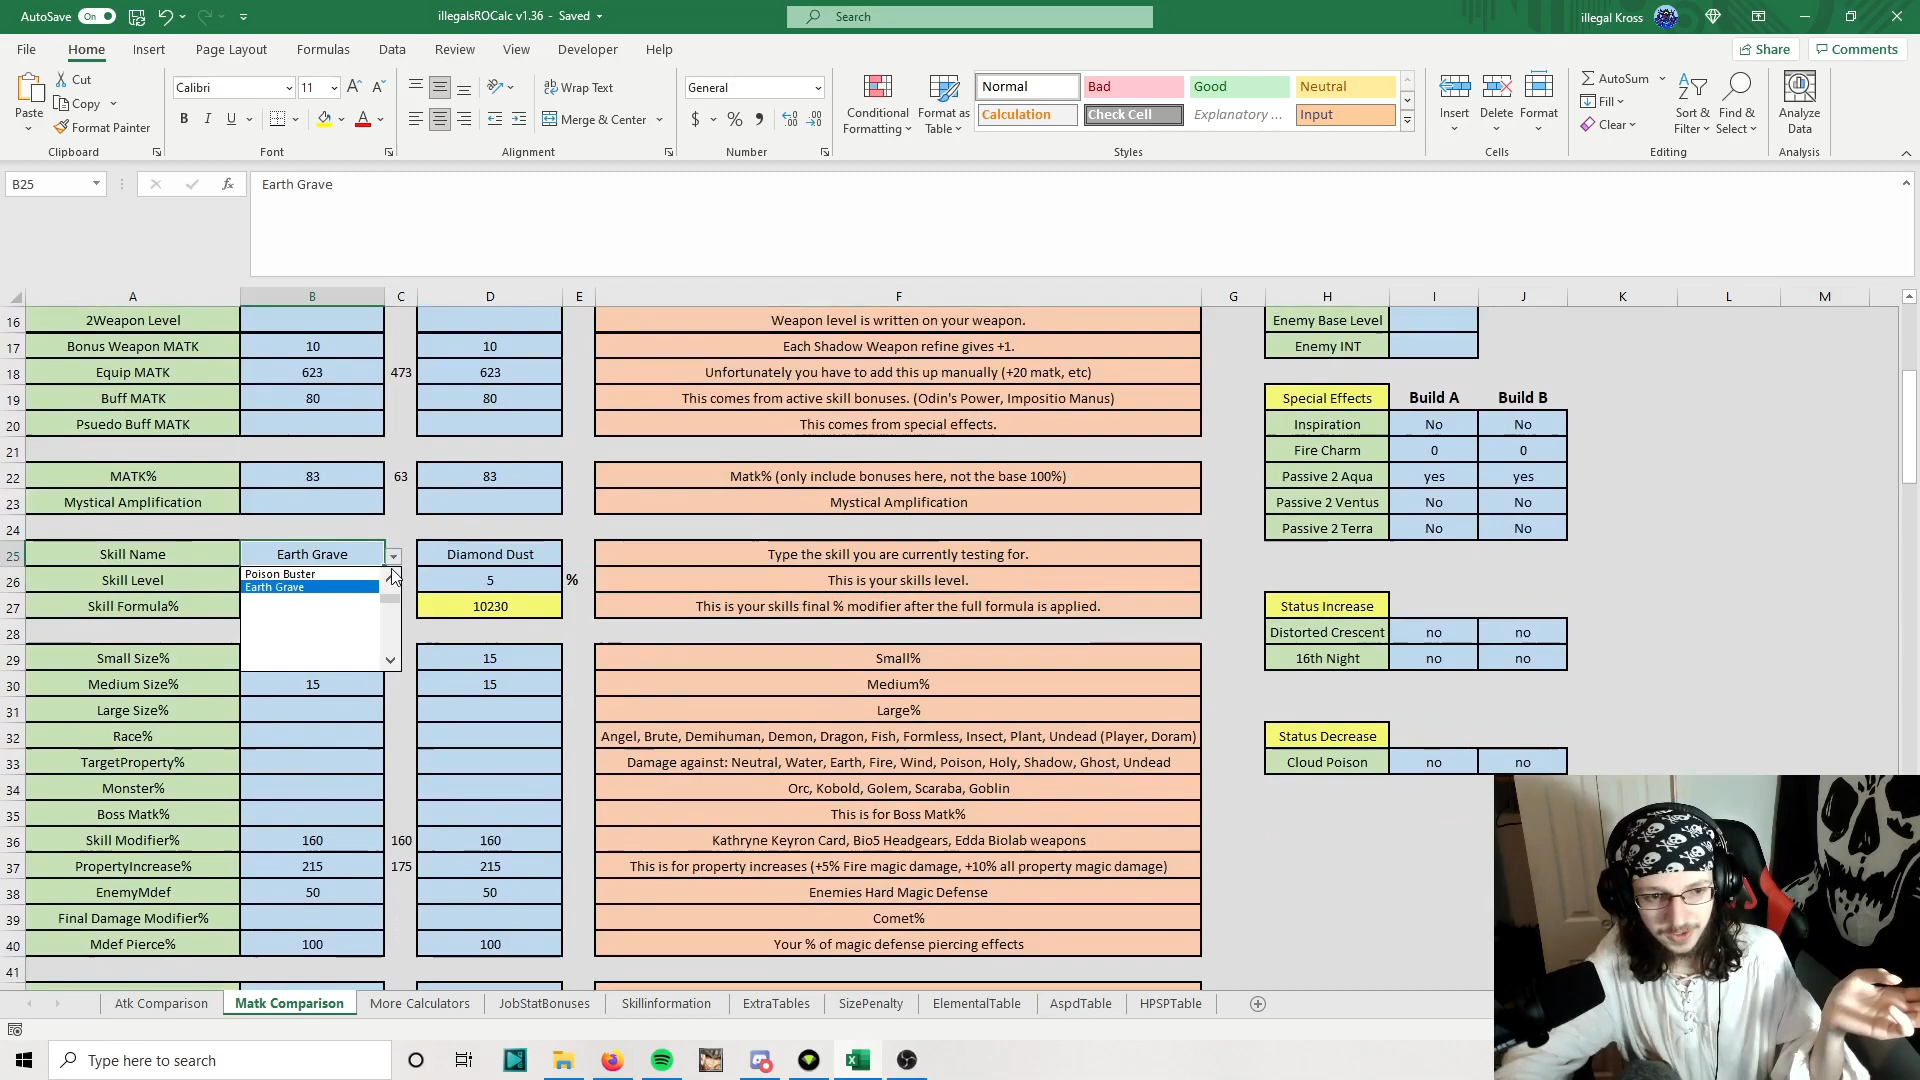 AutoSave On illegalsROCalc v1.36 - Saved Search illegal Kross
File Home Insert Page Layout Formulas Data Review View Developer Help Share Comments
Paste Cut Copy Format Painter Clipboard
Calibri 11 B I U A A A Font
Wrap Text Merge & Center Alignment
General $ % Number
Conditional Formatting Format as Table
Normal Bad Good Neutral
Calculation Check Cell Explanatory ... Input
Styles
Insert Delete Format Cells
AutoSum Fill Clear Sort & Filter Find & Select Editing
Analyze Data Analysis
B25 fx Earth Grave
A B C D E F G H I J K L M
16 2Weapon Level Weapon level is written on your weapon. Enemy Base Level
17 Bonus Weapon MATK 10 10 Each Shadow Weapon refine gives +1. Enemy INT
18 Equip MATK 623 473 623 Unfortunately you have to add this up manually (+20 matk, etc)
19 Buff MATK 80 80 This comes from active skill bonuses. (Odin's Power, Impositio Manus) Special Effects Build A Build B
20 Psuedo Buff MATK This comes from special effects. Inspiration No No
21 Fire Charm 0 0
22 MATK% 83 63 83 Matk% (only include bonuses here, not the base 100%) Passive 2 Aqua yes yes
23 Mystical Amplification Mystical Amplification Passive 2 Ventus No No
24 Passive 2 Terra No No
25 Skill Name Earth Grave Diamond Dust Type the skill you are currently testing for.
Poison Buster
Earth Grave
26 Skill Level 5 % This is your skills level.
27 Skill Formula% 10230 This is your skills final % modifier after the full formula is applied. Status Increase
28 Distorted Crescent no no
29 Small Size% 15 Small% 16th Night no no
30 Medium Size% 15 15 Medium%
31 Large Size% Large%
32 Race% Angel, Brute, Demihuman, Demon, Dragon, Fish, Formless, Insect, Plant, Undead (Player, Doram) Status Decrease
33 TargetProperty% Damage against: Neutral, Water, Earth, Fire, Wind, Poison, Holy, Shadow, Ghost, Undead Cloud Poison no no
34 Monster% Orc, Kobold, Golem, Scaraba, Goblin
35 Boss Matk% This is for Boss Matk%
36 Skill Modifier% 160 160 160 Kathryne Keyron Card, Bio5 Headgears, Edda Biolab weapons
37 PropertyIncrease% 215 175 215 This is for property increases (+5% Fire magic damage, +10% all property magic damage)
38 EnemyMdef 50 50 Enemies Hard Magic Defense
39 Final Damage Modifier% Comet%
40 Mdef Pierce% 100 100 Your % of magic defense piercing effects
41
Atk Comparison Matk Comparison More Calculators JobStatBonuses Skillinformation ExtraTables SizePenalty ElementalTable AspdTable HPSPTable
Type here to search